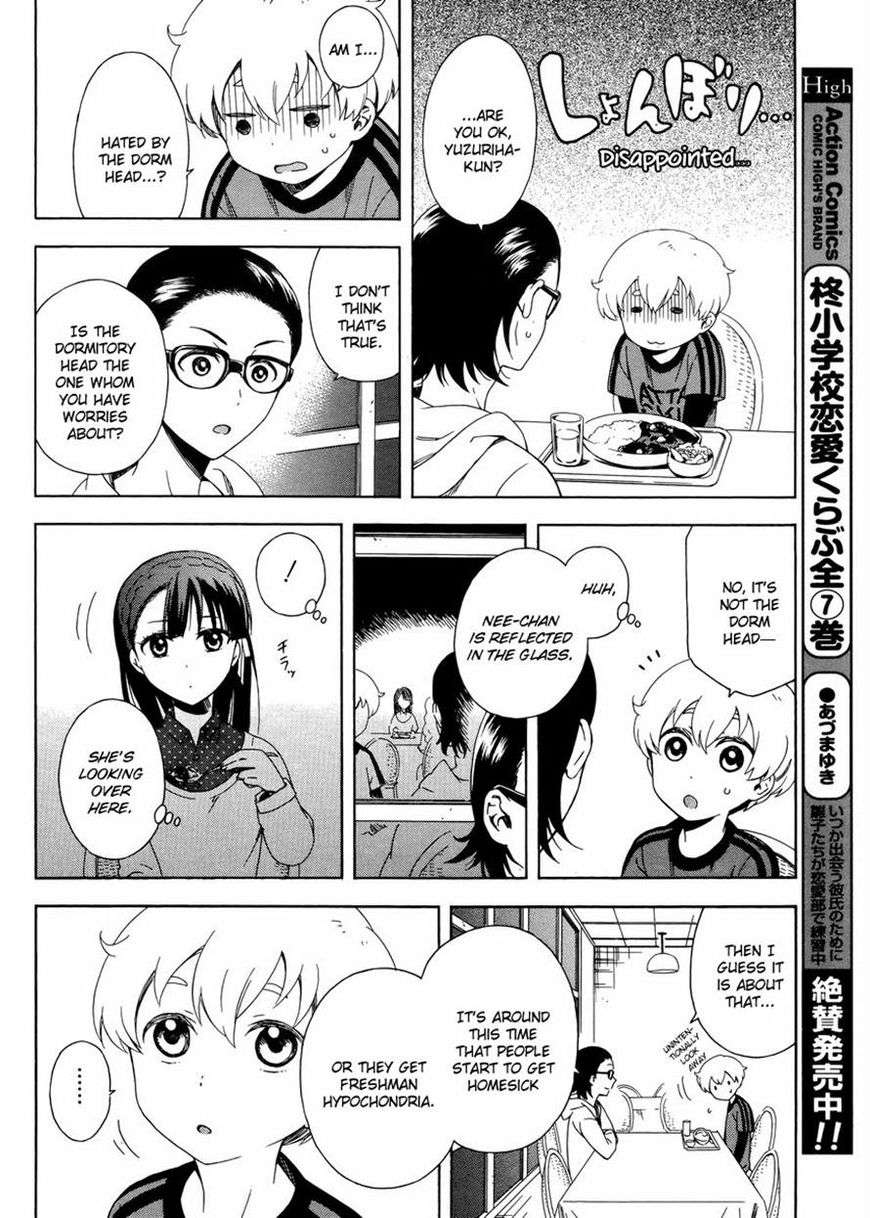 しょんぼり...
Disappointed...
...ARE
YOU OK,
YUZURIHA-
KUN?
AM I...
HATED BY
THE DORM
HEAD...?
I DON'T
THINK
THAT'S
TRUE.
IS THE
DORMITORY
HEAD THE
ONE WHOM
YOU HAVE
WORRIES
ABOUT?
NO, IT'S
NOT THE
DORM
HEAD—
HUH,
NEE-CHAN
IS REFLECTED
IN THE GLASS.
!
チラッ
SHE'S
LOOKING
OVER
HERE.
THEN I
GUESS IT
IS ABOUT
THAT...
UNINTEN-
TIONALLY
LOOK
AWAY
IT'S AROUND
THIS TIME
THAT PEOPLE
START TO GET
HOMESICK
OR THEY GET
FRESHMAN
HYPOCHONDRIA.
......
High
Action Comics
COMIC HIGH'S BRAND
柊小学校恋愛くらぶ全⑦巻
●あづまゆき
いつか出会う彼氏のために
雛子たちが恋愛部で練習中
絶賛発売中!!